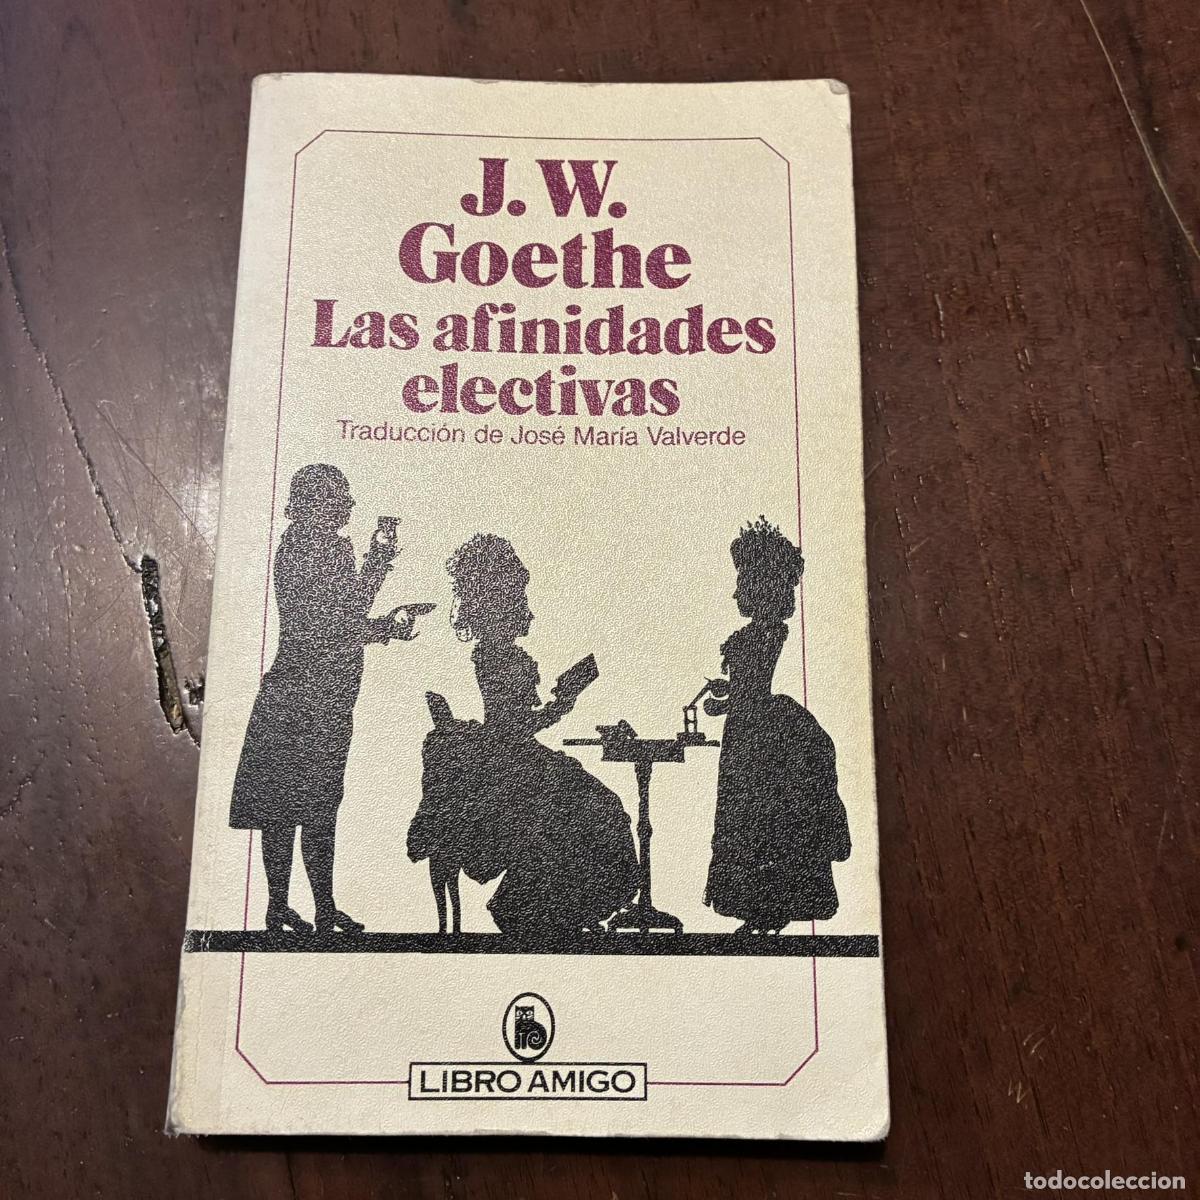 J. W.
Goethe
Las afinidades
electivas
Traducción de José María Valverde
LIBRO AMIGO
todocoleccion